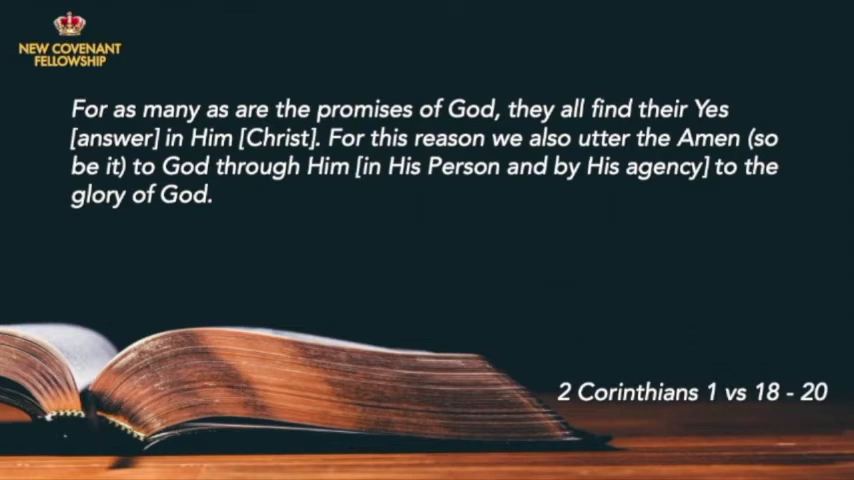 NEW COVENANT
FELLOWSHIP
For as many as are the promises of God, they all find their Yes
[answer] in Him [Christ]. For this reason we also utter the Amen (so
be it) to God through Him [in His Person and by His agency] to the
glory of God.
2 Corinthians 1 vs 18 - 20